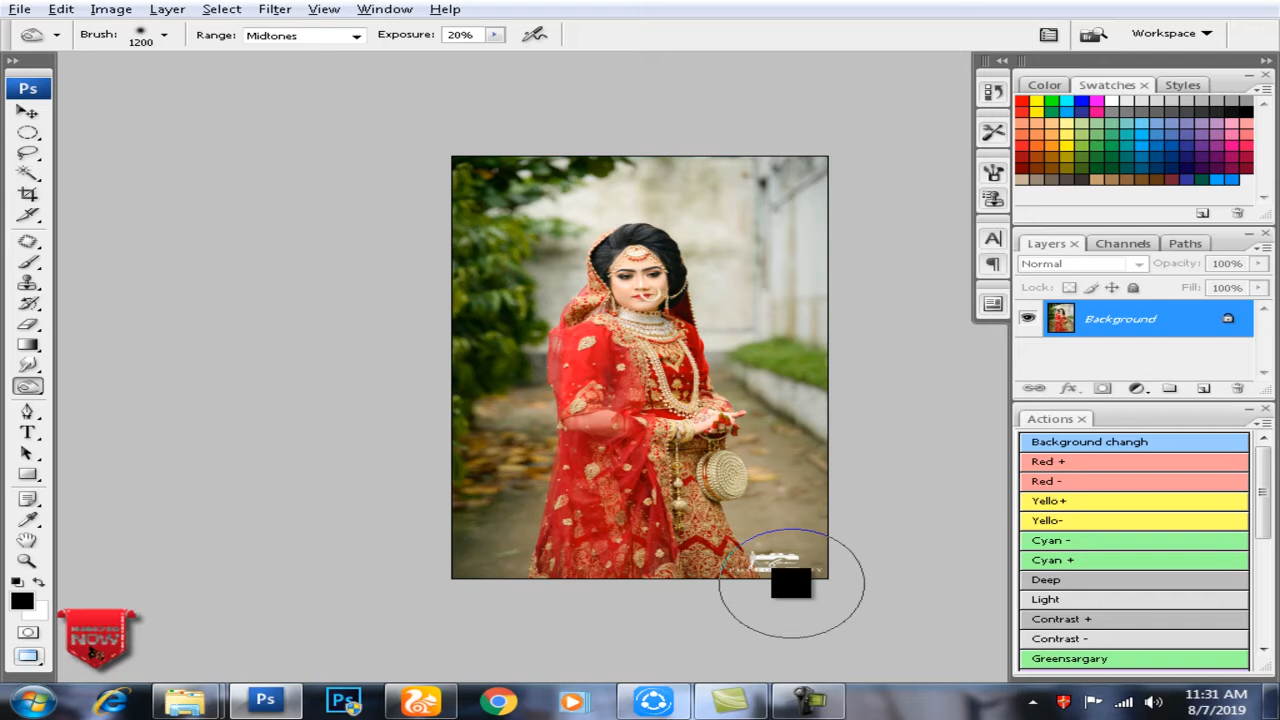 File Edit Image Layer Select Filter View Window Help
Brush: 1200 Range: Midtones Exposure: 20% Workspace
Ps
Color Swatches × Styles
Layers × Channels Paths
Normal Opacity: 100%
Lock: Fill: 100%
Background
Actions ×
Background changh
Red +
Red -
Yello+
Yello-
Cyan -
Cyan +
Deep
Light
Contrast +
Contrast -
Greensargary
T
A
NOW
Ps
Ps
11:31 AM
8/7/2019